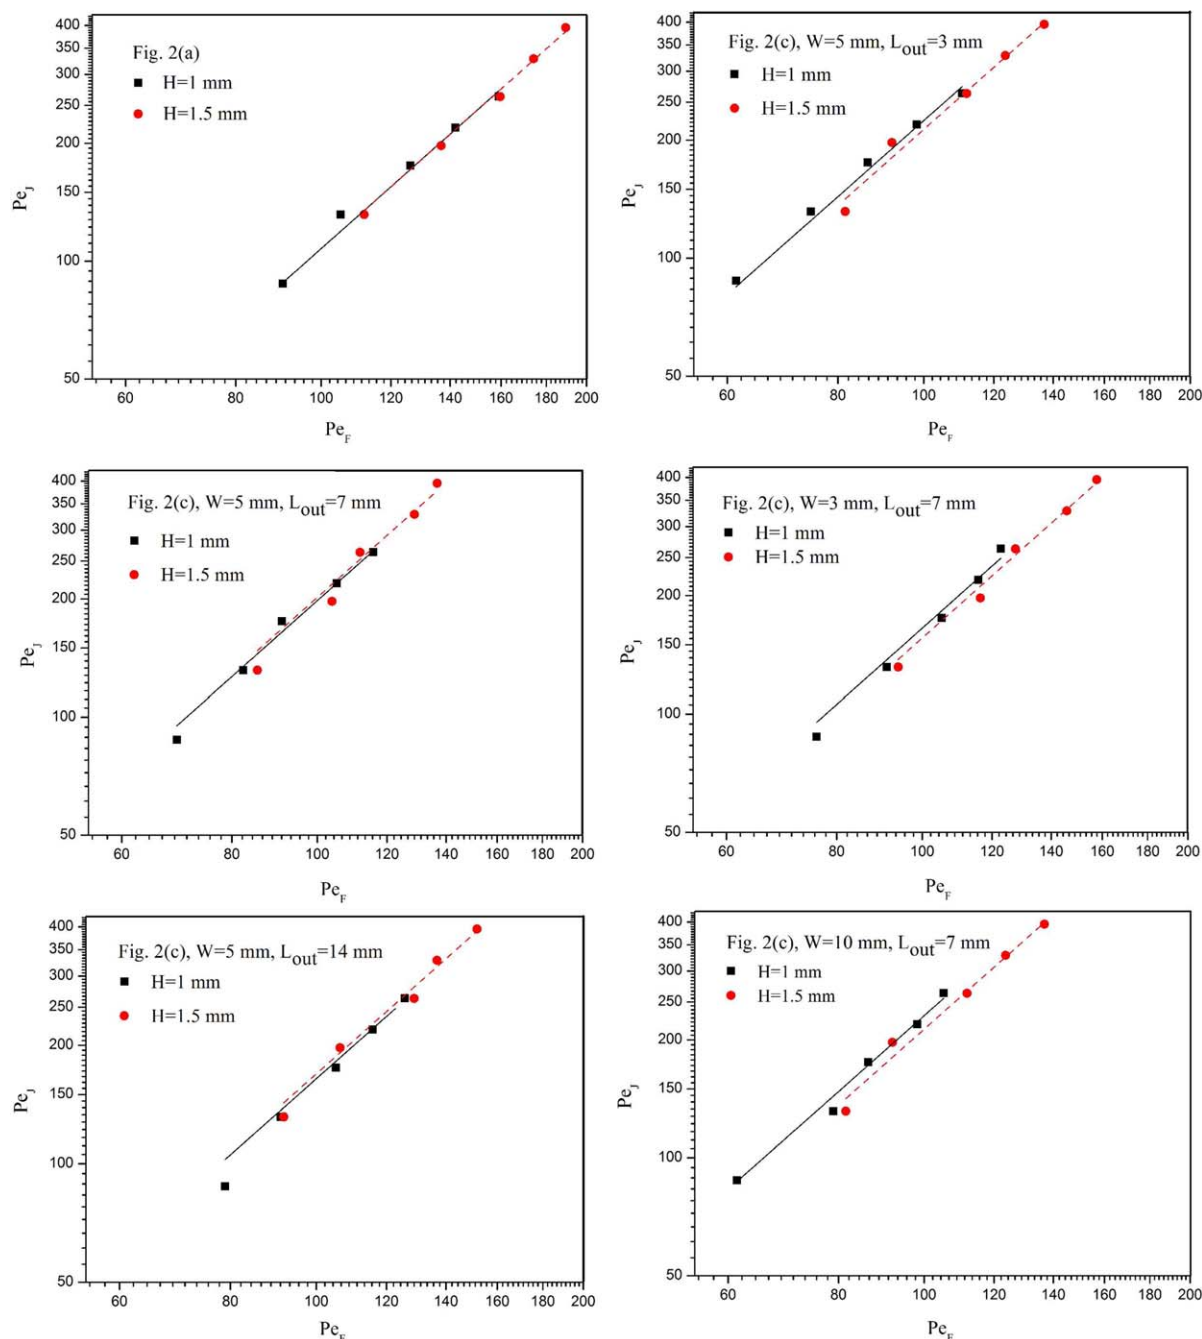 Fig. 2(a)
H=1 mm
H=1.5 mm
400
350
300
250
200
150
100
50
60 80 100 120 140 160 180 200
Pe_J
Pe_F
Fig. 2(c), W=5 mm, L_out=3 mm
H=1 mm
H=1.5 mm
400
350
300
250
200
150
100
50
60 80 100 120 140 160 180 200
Pe_J
Pe_F
Fig. 2(c), W=5 mm, L_out=7 mm
H=1 mm
H=1.5 mm
400
350
300
250
200
150
100
50
60 80 100 120 140 160 180 200
Pe_J
Pe_F
Fig. 2(c), W=3 mm, L_out=7 mm
H=1 mm
H=1.5 mm
400
350
300
250
200
150
100
50
60 80 100 120 140 160 180 200
Pe_J
Pe_F
Fig. 2(c), W=5 mm, L_out=14 mm
H=1 mm
H=1.5 mm
400
350
300
250
200
150
100
50
60 80 100 120 140 160 180 200
Pe_J
Pe_F
Fig. 2(c), W=10 mm, L_out=7 mm
H=1 mm
H=1.5 mm
400
350
300
250
200
150
100
50
60 80 100 120 140 160 180 200
Pe_J
Pe_F